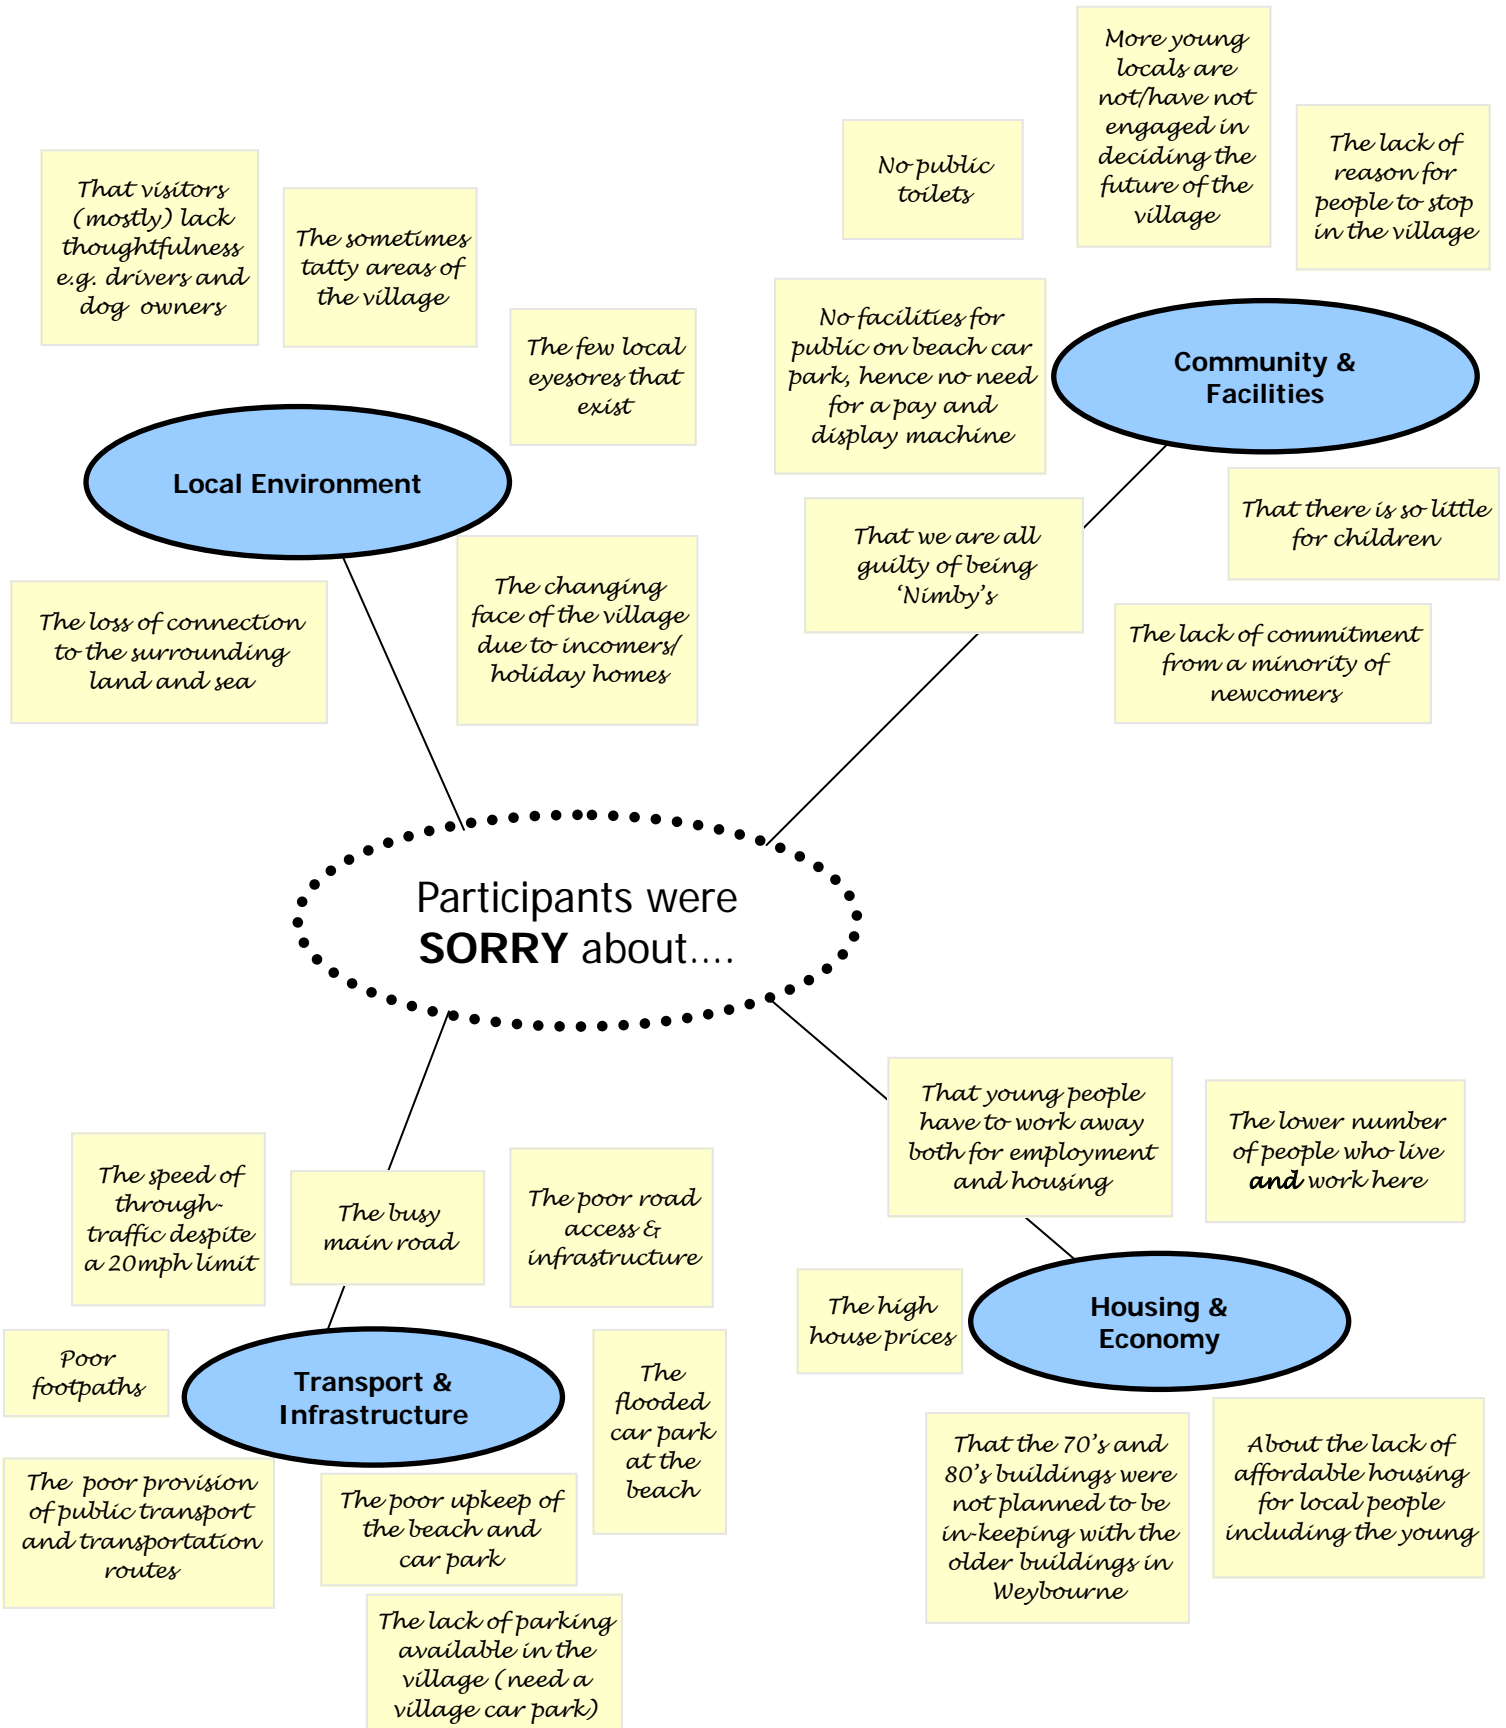 More young
locals are
not/have not
engaged in
deciding the
future of the
village
No public
toilets
The lack of
reason for
people to stop
in the village
That visitors
(mostly) lack
thoughtfulness
e.g. drivers and
dog owners
The sometimes
tatty areas of
the village
The few local
eyesores that
exist
No facilities for
public on beach car
park, hence no need
for a pay and
display machine
Community &
Facilities
Local Environment
That there is so little
for children
That we are all
guilty of being
‘Nimby’s
The changing
face of the village
due to incomers/
holiday homes
The loss of connection
to the surrounding
land and sea
The lack of commitment
from a minority of
newcomers
Participants were
SORRY about....
That young people
have to work away
both for employment
and housing
The lower number
of people who live
and work here
The speed of
through-
traffic despite
a 20mph limit
The busy
main road
The poor road
access &
infrastructure
The high
house prices
Housing &
Economy
Poor
footpaths
Transport &
Infrastructure
The
flooded
car park
at the
beach
That the 70’s and
80’s buildings were
not planned to be
in-keeping with the
older buildings in
Weybourne
About the lack of
affordable housing
for local people
including the young
The poor provision
of public transport
and transportation
routes
The poor upkeep of
the beach and
car park
The lack of parking
available in the
village (need a
village car park)